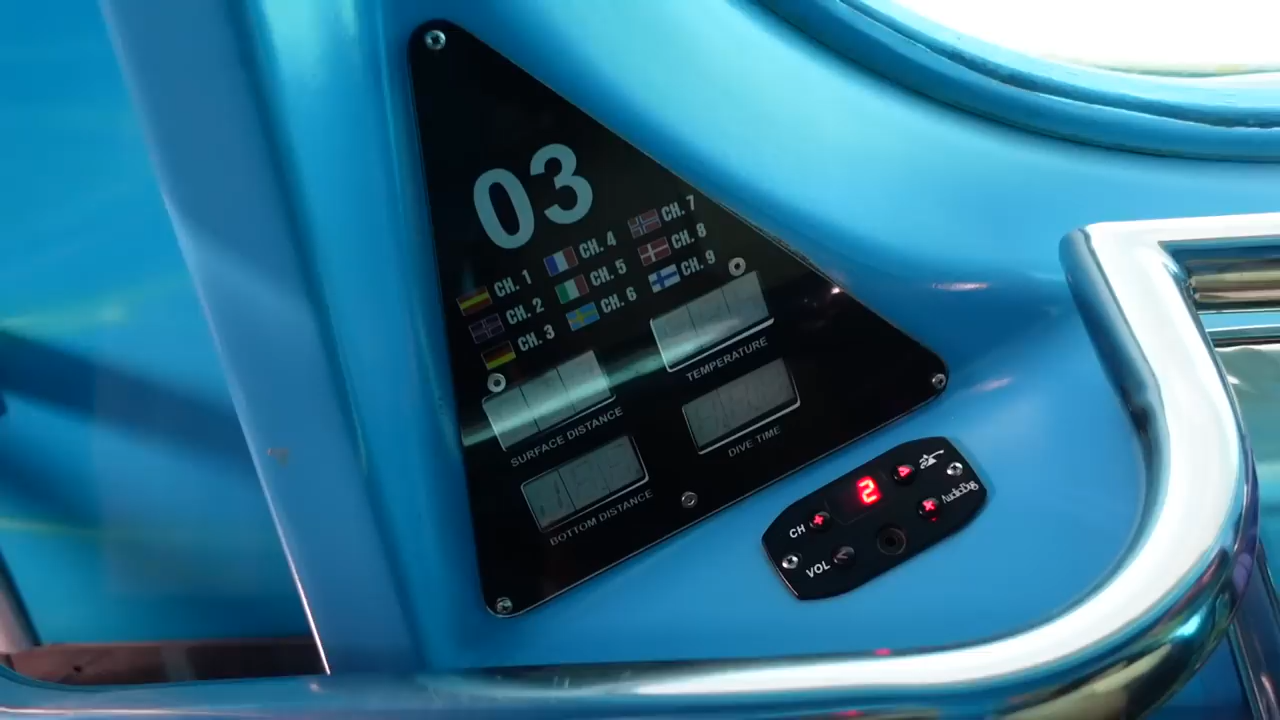 03
CH. 1
CH. 2
CH. 3
CH. 4
CH. 5
CH. 6
CH. 7
CH. 8
CH. 9
SURFACE DISTANCE
TEMPERATURE
BOTTOM DISTANCE
DIVE TIME
CH
2
VOL
AudioDus